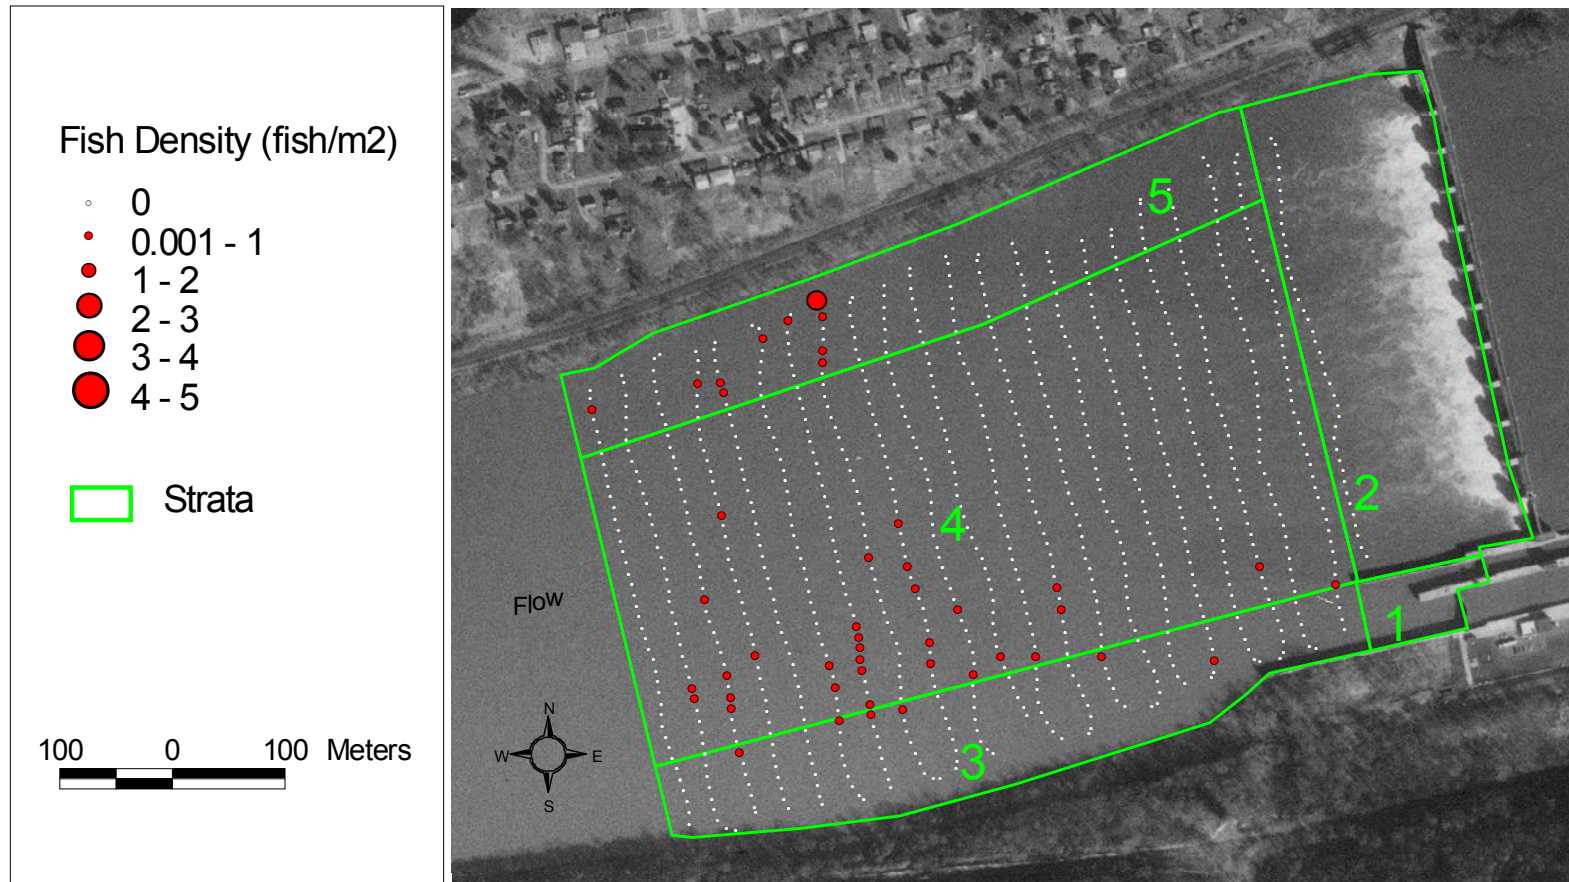 Fish Density (fish/m2)
0
0.001 - 1
1 - 2
2 - 3
3 - 4
4 - 5
Strata
100 0 100 Meters
5
2
4
1
3
Flow
N
W E
S